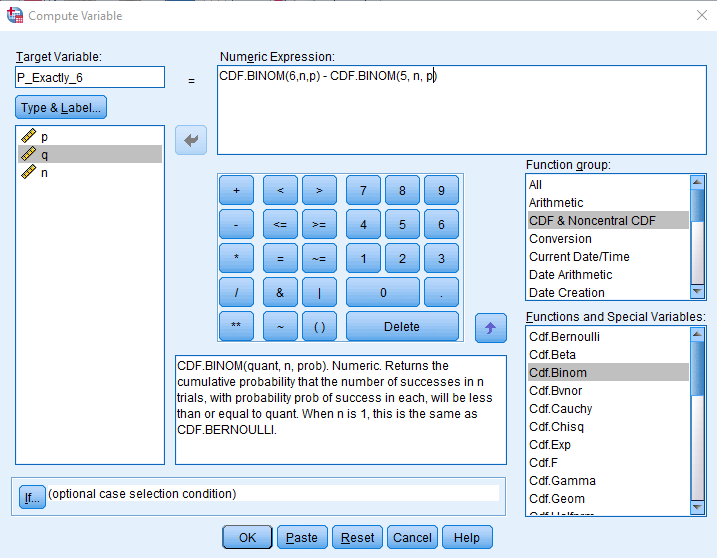 Compute Variable
Target Variable:
P_Exactly_6
=
Numeric Expression:
CDF.BINOM(6,n,p) - CDF.BINOM(5, n, p)
Type & Label...
p
q
n
+ < > 7 8 9
- <= >= 4 5 6
* = ~= 1 2 3
/ & | 0 .
** ~ ( ) Delete
Function group:
All
Arithmetic
CDF & Noncentral CDF
Conversion
Current Date/Time
Date Arithmetic
Date Creation
Functions and Special Variables:
Cdf.Bernoulli
Cdf.Beta
Cdf.Binom
Cdf.Bvnor
Cdf.Cauchy
Cdf.Chisq
Cdf.Exp
Cdf.F
Cdf.Gamma
Cdf.Geom
CDF.BINOM(quant, n, prob). Numeric. Returns the
cumulative probability that the number of successes in n
trials, with probability prob of success in each, will be less
than or equal to quant. When n is 1, this is the same as
CDF.BERNOULLI.
If... (optional case selection condition)
OK Paste Reset Cancel Help